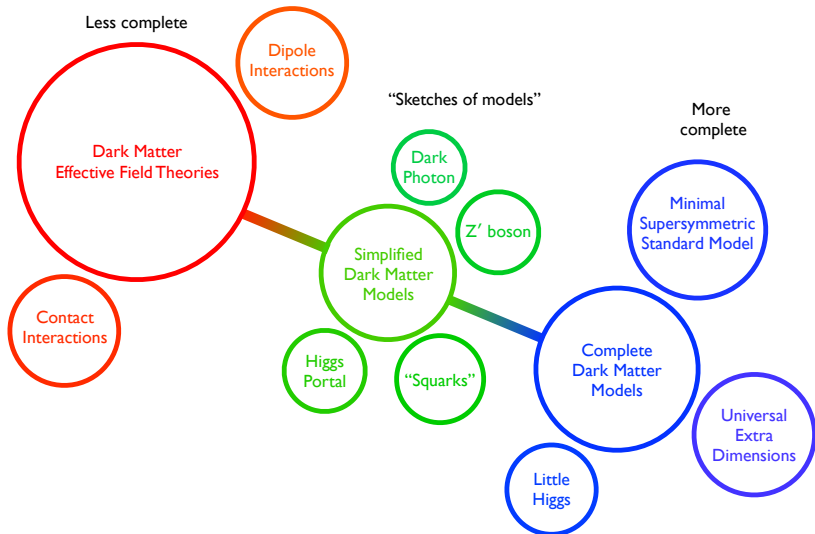 Less complete
Dipole
Interactions
Dark Matter
Effective Field Theories
Contact
Interactions
“Sketches of models”
Dark
Photon
Z′ boson
Simplified
Dark Matter
Models
Higgs
Portal
“Squarks”
More
complete
Minimal
Supersymmetric
Standard Model
Complete
Dark Matter
Models
Universal
Extra
Dimensions
Little
Higgs